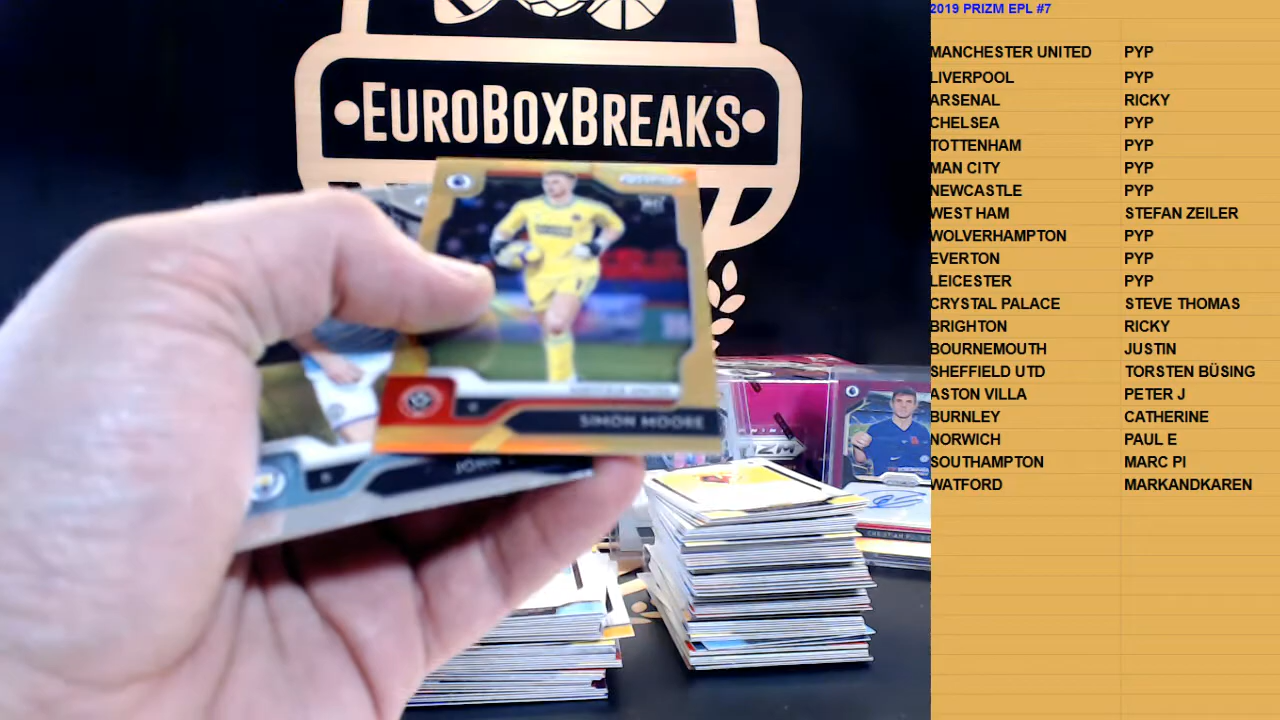 2019 PRIZM EPL #7
MANCHESTER UNITED PYP
LIVERPOOL PYP
ARSENAL RICKY
CHELSEA PYP
TOTTENHAM PYP
MAN CITY PYP
NEWCASTLE PYP
WEST HAM STEFAN ZEILER
WOLVERHAMPTON PYP
EVERTON PYP
LEICESTER PYP
CRYSTAL PALACE STEVE THOMAS
BRIGHTON RICKY
BOURNEMOUTH JUSTIN
SHEFFIELD UTD TORSTEN BÜSING
ASTON VILLA PETER J
BURNLEY CATHERINE
NORWICH PAUL E
SOUTHAMPTON MARC PI
WATFORD MARKANDKAREN
EUROBOXBREAKS
SIMON MOORE
JOHN